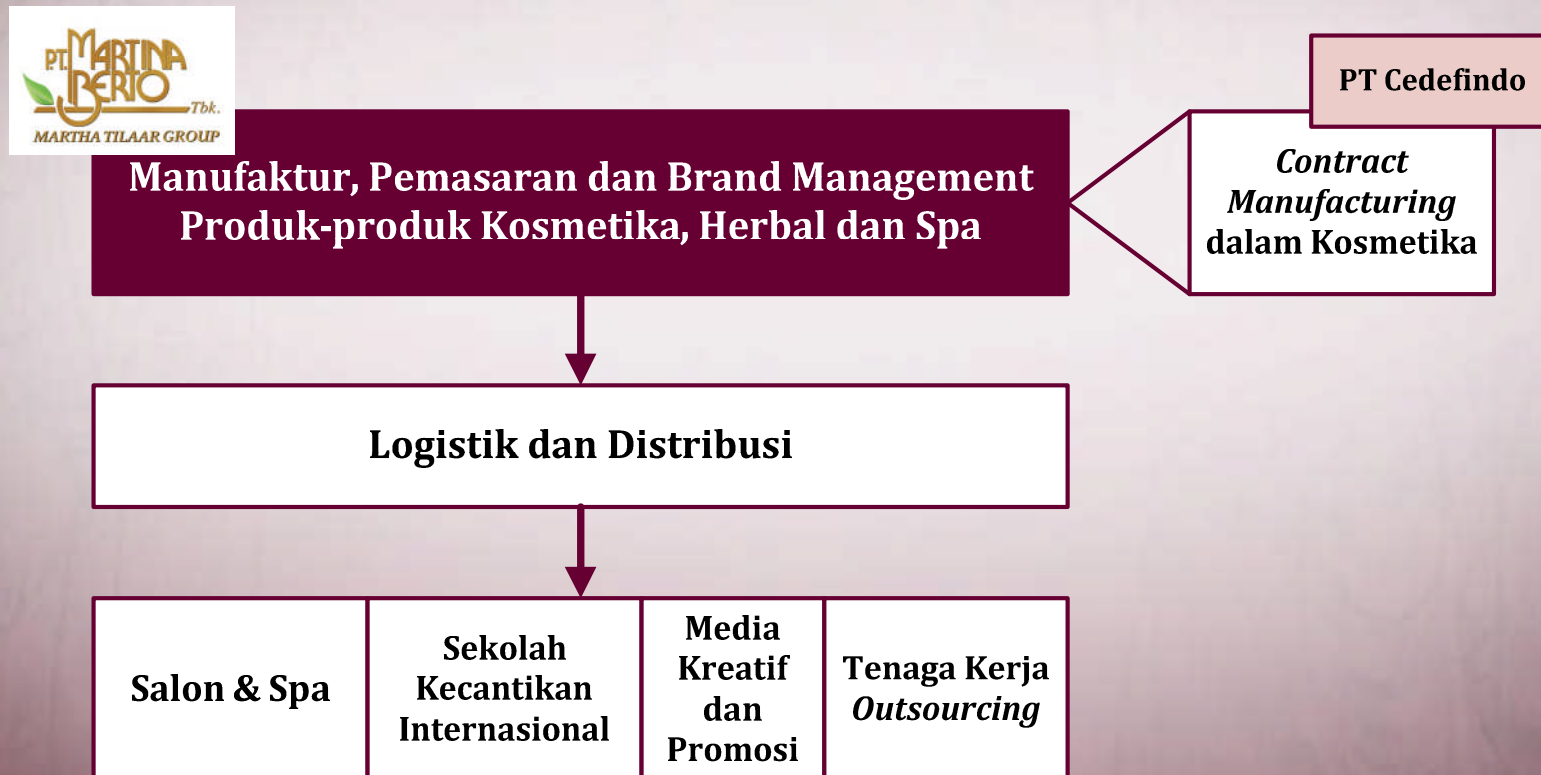 PT. MARTINA
BERTO Tbk.
MARTHA TILAAR GROUP
PT Cedefindo
Manufaktur, Pemasaran dan Brand Management
Produk-produk Kosmetika, Herbal dan Spa
Contract
Manufacturing
dalam Kosmetika
Logistik dan Distribusi
Salon & Spa
Sekolah
Kecantikan
Internasional
Media
Kreatif
dan
Promosi
Tenaga Kerja
Outsourcing